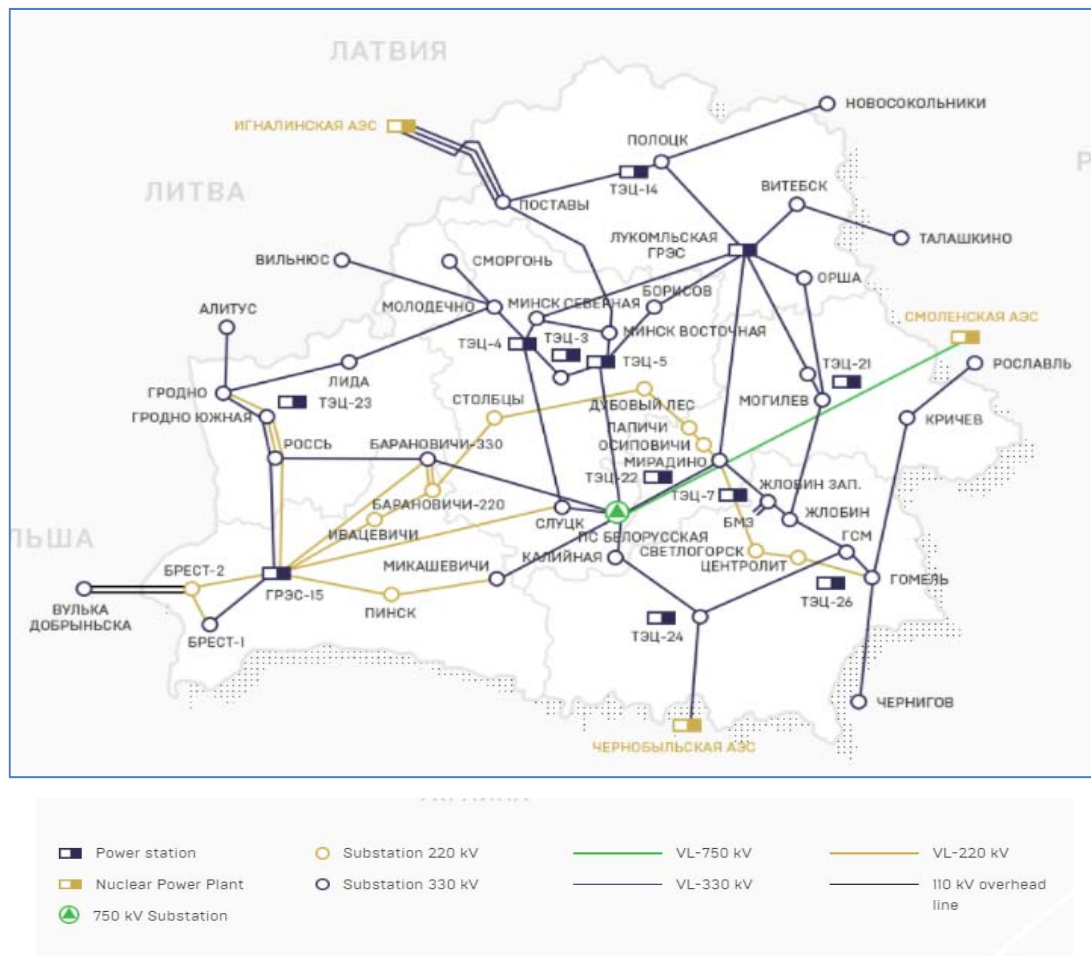 ЛАТВИЯ
НОВОСОКОЛЬНИКИ
ИГНАЛИНСКАЯ АЭС
ПОЛОЦК
ТЭЦ-14
ЛИТВА
ВИТЕБСК
ПОСТАВЫ
ЛУКОМЛЬСКАЯ
ГРЭС
ТАЛАШКИНО
ВИЛЬНЮС
СМОРГОНЬ
ОРША
БОРИСОВ
АЛИТУС
МОЛОДЕЧНО
МИНСК СЕВЕРНАЯ
СМОЛЕНСКАЯ АЭС
МИНСК ВОСТОЧНАЯ
ТЭЦ-4
ТЭЦ-3
ТЭЦ-5
ЛИДА
ТЭЦ-21
РОСЛАВЛЬ
ГРОДНО
ТЭЦ-23
СТОЛБЦЫ
ДУБОВЫЙ ЛЕС
МОГИЛЕВ
ГРОДНО ЮЖНАЯ
ЛАПИЧИ
КРИЧЕВ
РОССЬ
БАРАНОВИЧИ-330
ОСИПОВИЧИ
МИРАДИНО
ТЭЦ-22
ТЭЦ-7
ЖЛОБИН ЗАП.
БАРАНОВИЧИ-220
СЛУЦК
БМЗ
ЖЛОБИН
ИВАЦЕВИЧИ
ПС БЕЛОРУССКАЯ
ГСМ
ЛЬША
КАЛИЙНАЯ
СВЕТЛОГОРСК
БРЕСТ-2
МИКАШЕВИЧИ
ЦЕНТРОЛИТ
ГОМЕЛЬ
ГРЭС-15
ВУЛЬКА
ДОБРЫНЬСКА
ПИНСК
ТЭЦ-26
БРЕСТ-1
ТЭЦ-24
ЧЕРНИГОВ
ЧЕРНОБЫЛЬСКАЯ АЭС
Power station
Substation 220 kV
VL-750 kV
VL-220 kV
Nuclear Power Plant
Substation 330 kV
VL-330 kV
110 kV overhead
line
750 kV Substation